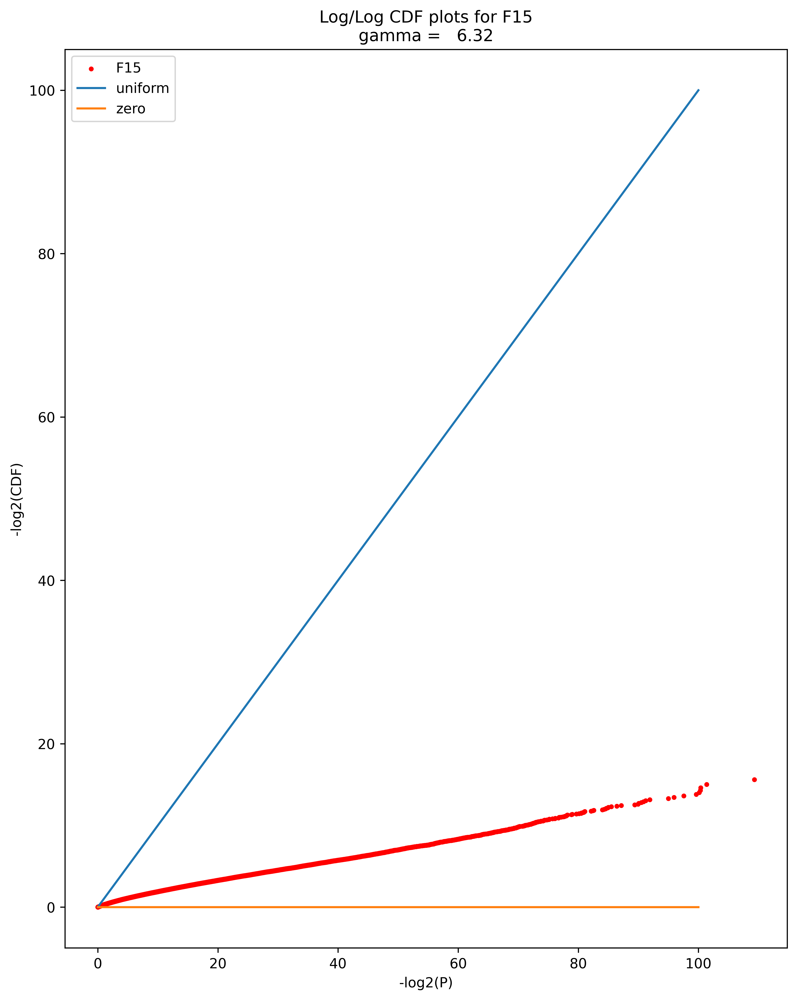 Log/Log CDF plots for F15
gamma =   6.32
F15
uniform
zero
100
80
60
40
20
0
-log2(CDF)
0 20 40 60 80 100
-log2(P)